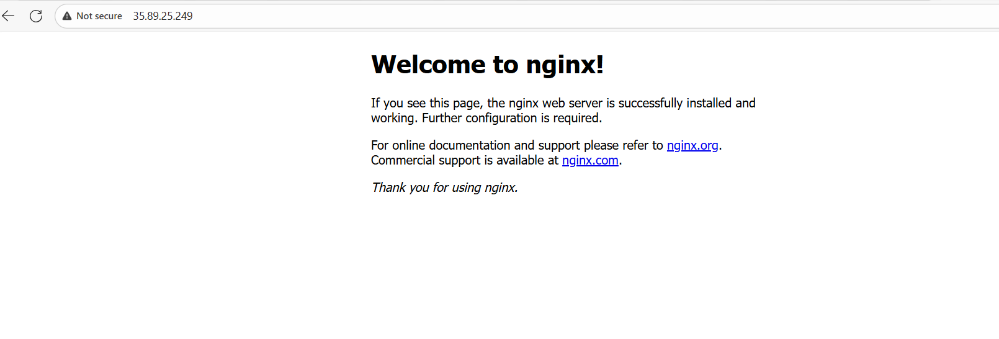 Not secure 35.89.25.249
Welcome to nginx!
If you see this page, the nginx web server is successfully installed and
working. Further configuration is required.
For online documentation and support please refer to nginx.org.
Commercial support is available at nginx.com.
Thank you for using nginx.